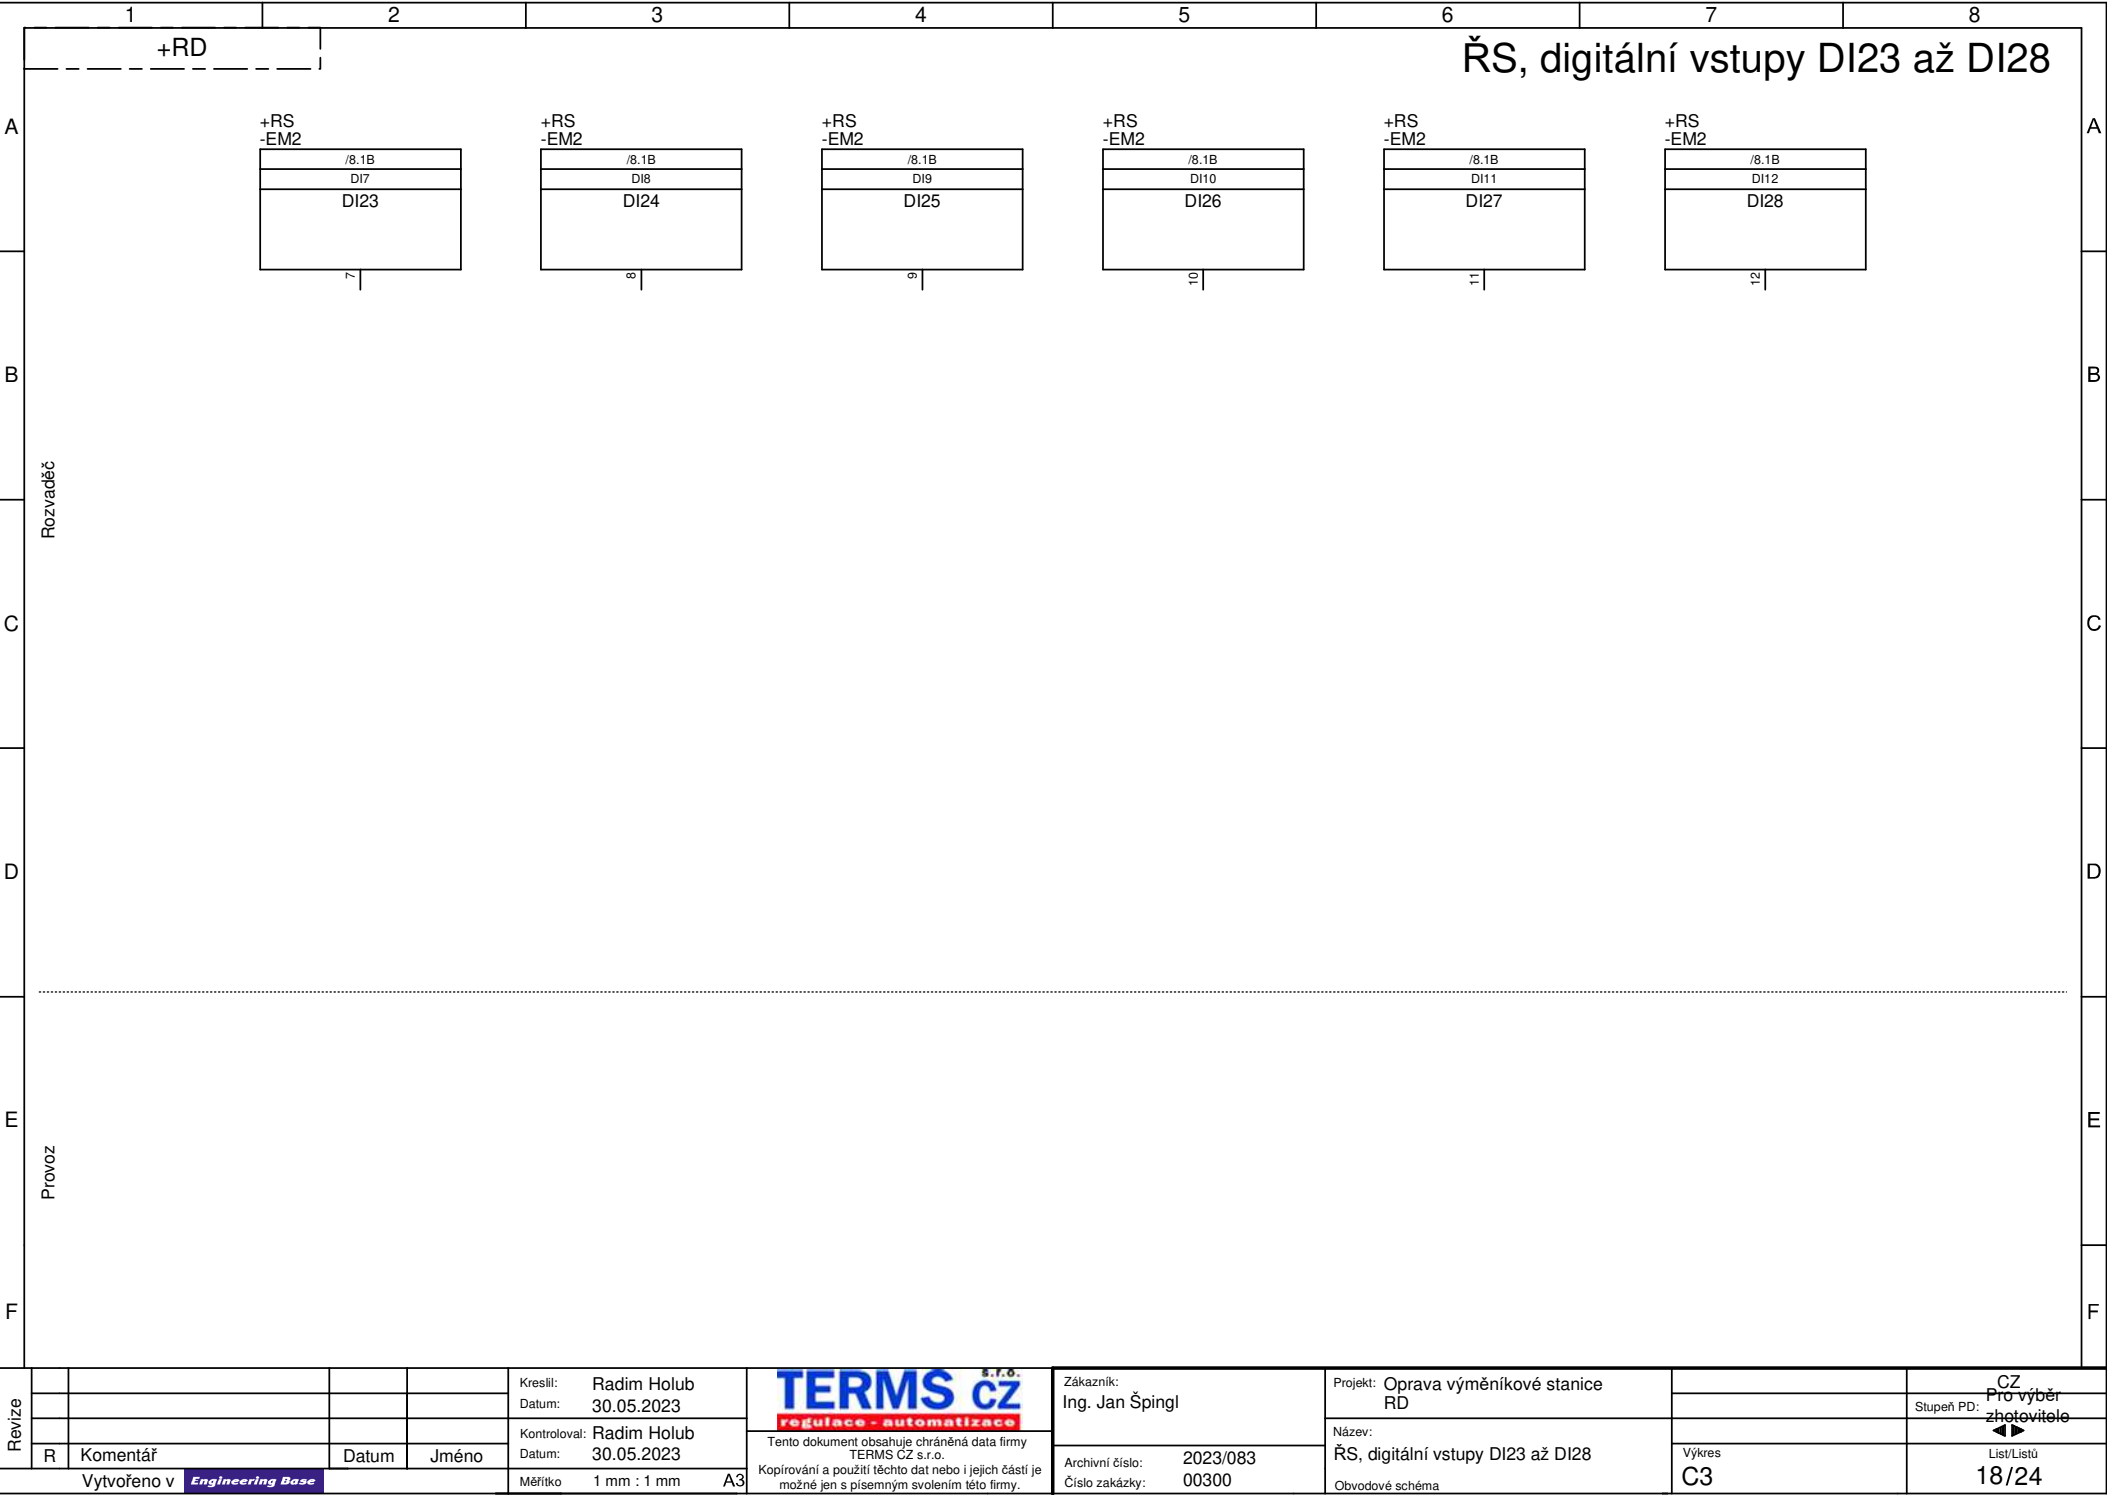 1 2 3 4 5 6 7 8
+RD
ŘS, digitální vstupy DI23 až DI28
A
A
+RS +RS +RS +RS +RS +RS
-EM2 -EM2 -EM2 -EM2 -EM2 -EM2
/8.1B /8.1B /8.1B /8.1B /8.1B /8.1B
DI7 DI8 DI9 DI10 DI11 DI12
DI23 DI24 DI25 DI26 DI27 DI28
7 8 9 10 11 12
B
B
Rozvaděč
C
C
D
D
E
E
Provoz
F
F
Revize
R Komentář Datum Jméno
Vytvořeno v Engineering Base
Kreslil: Radim Holub
Datum: 30.05.2023
Kontroloval: Radim Holub
Datum: 30.05.2023
Měřítko 1 mm : 1 mm A3
s.r.o.
TERMS CZ
regulace - automatizace
Tento dokument obsahuje chráněná data firmy
TERMS CZ s.r.o.
Kopírování a použití těchto dat nebo i jejich částí je
možné jen s písemným svolením této firmy.
Zákazník:
Ing. Jan Špingl
Archivní číslo: 2023/083
Číslo zakázky: 00300
Projekt: Oprava výměníkové stanice
RD
Název:
ŘS, digitální vstupy DI23 až DI28
Obvodové schéma
Výkres
C3
CZ
Stupeň PD: Pro výběr
zhotovitele
List/Listů
18/24